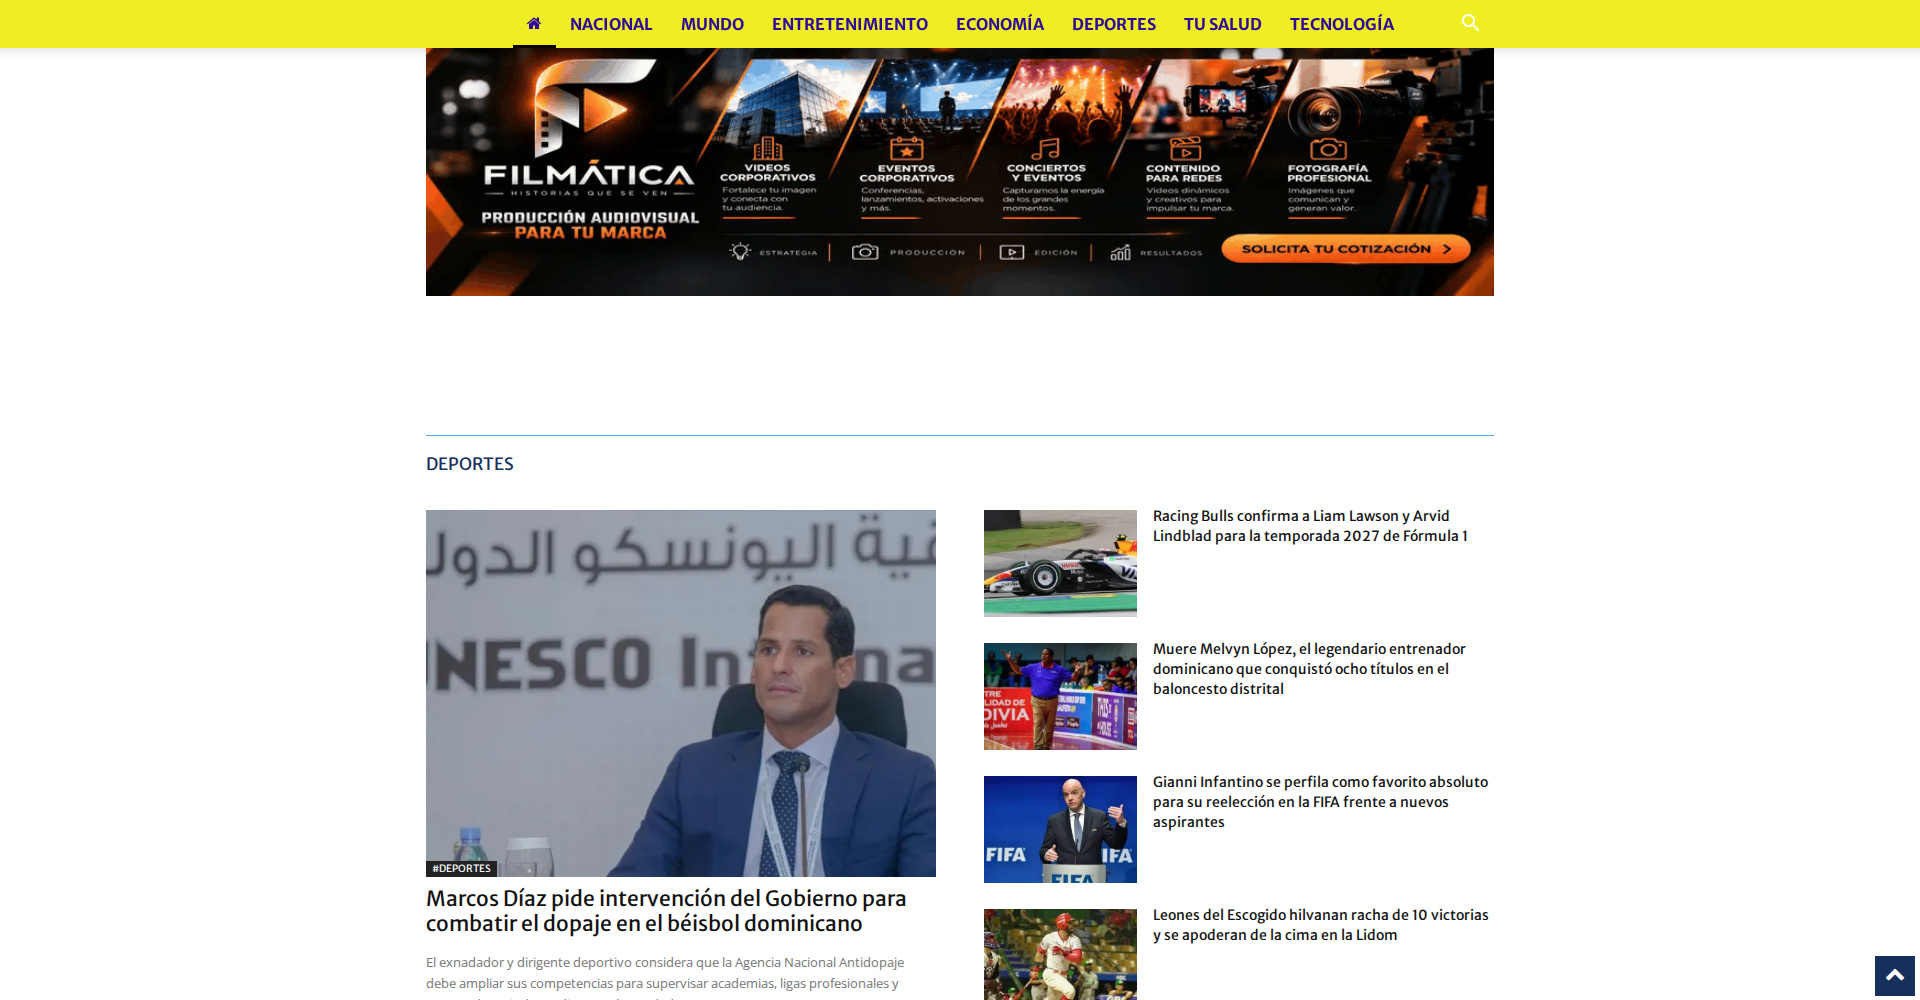 NACIONAL MUNDO ENTRETENIMIENTO ECONOMÍA DEPORTES TU SALUD TECNOLOGÍA
FILMÁTICA
HISTORIAS QUE SE VEN
PRODUCCIÓN AUDIOVISUAL
PARA TU MARCA
VIDEOS
CORPORATIVOS
Fortalece tu imagen
y conecta con
tu audiencia.
EVENTOS
CORPORATIVOS
Conferencias,
lanzamientos, activaciones
y más.
CONCIERTOS
Y EVENTOS
Capturamos la energía
de los grandes
momentos.
CONTENIDO
PARA REDES
Videos dinámicos
y creativos para
impulsar tu marca.
FOTOGRAFÍA
PROFESIONAL
Imágenes que
comunican y
generan valor.
ESTRATEGIA
PRODUCCIÓN
EDICIÓN
RESULTADOS
SOLICITA TU COTIZACIÓN >
DEPORTES
اليونسكو
NESCO
#DEPORTES
Marcos Díaz pide intervención del Gobierno para
combatir el dopaje en el béisbol dominicano
El exnadador y dirigente deportivo considera que la Agencia Nacional Antidopaje
debe ampliar sus competencias para supervisar academias, ligas profesionales y
Racing Bulls confirma a Liam Lawson y Arvid
Lindblad para la temporada 2027 de Fórmula 1
Muere Melvyn López, el legendario entrenador
dominicano que conquistó ocho títulos en el
baloncesto distrital
Gianni Infantino se perfila como favorito absoluto
para su reelección en la FIFA frente a nuevos
aspirantes
FIFA
FIFA
Leones del Escogido hilvanan racha de 10 victorias
y se apoderan de la cima en la Lidom